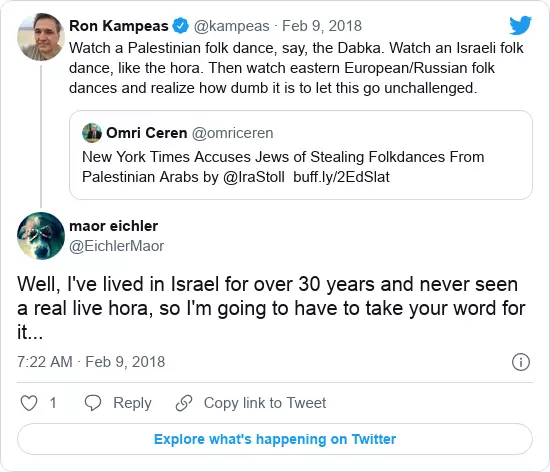 Ron Kampeas @kampeas · Feb 9, 2018
Watch a Palestinian folk dance, say, the Dabka. Watch an Israeli folk
dance, like the hora. Then watch eastern European/Russian folk
dances and realize how dumb it is to let this go unchallenged.
Omri Ceren @omriceren
New York Times Accuses Jews of Stealing Folkdances From
Palestinian Arabs by @IraStoll buff.ly/2EdSlat
maor eichler
@EichlerMaor
Well, I've lived in Israel for over 30 years and never seen
a real live hora, so I'm going to have to take your word for
it...
7:22 AM · Feb 9, 2018
1 Reply Copy link to Tweet
Explore what's happening on Twitter